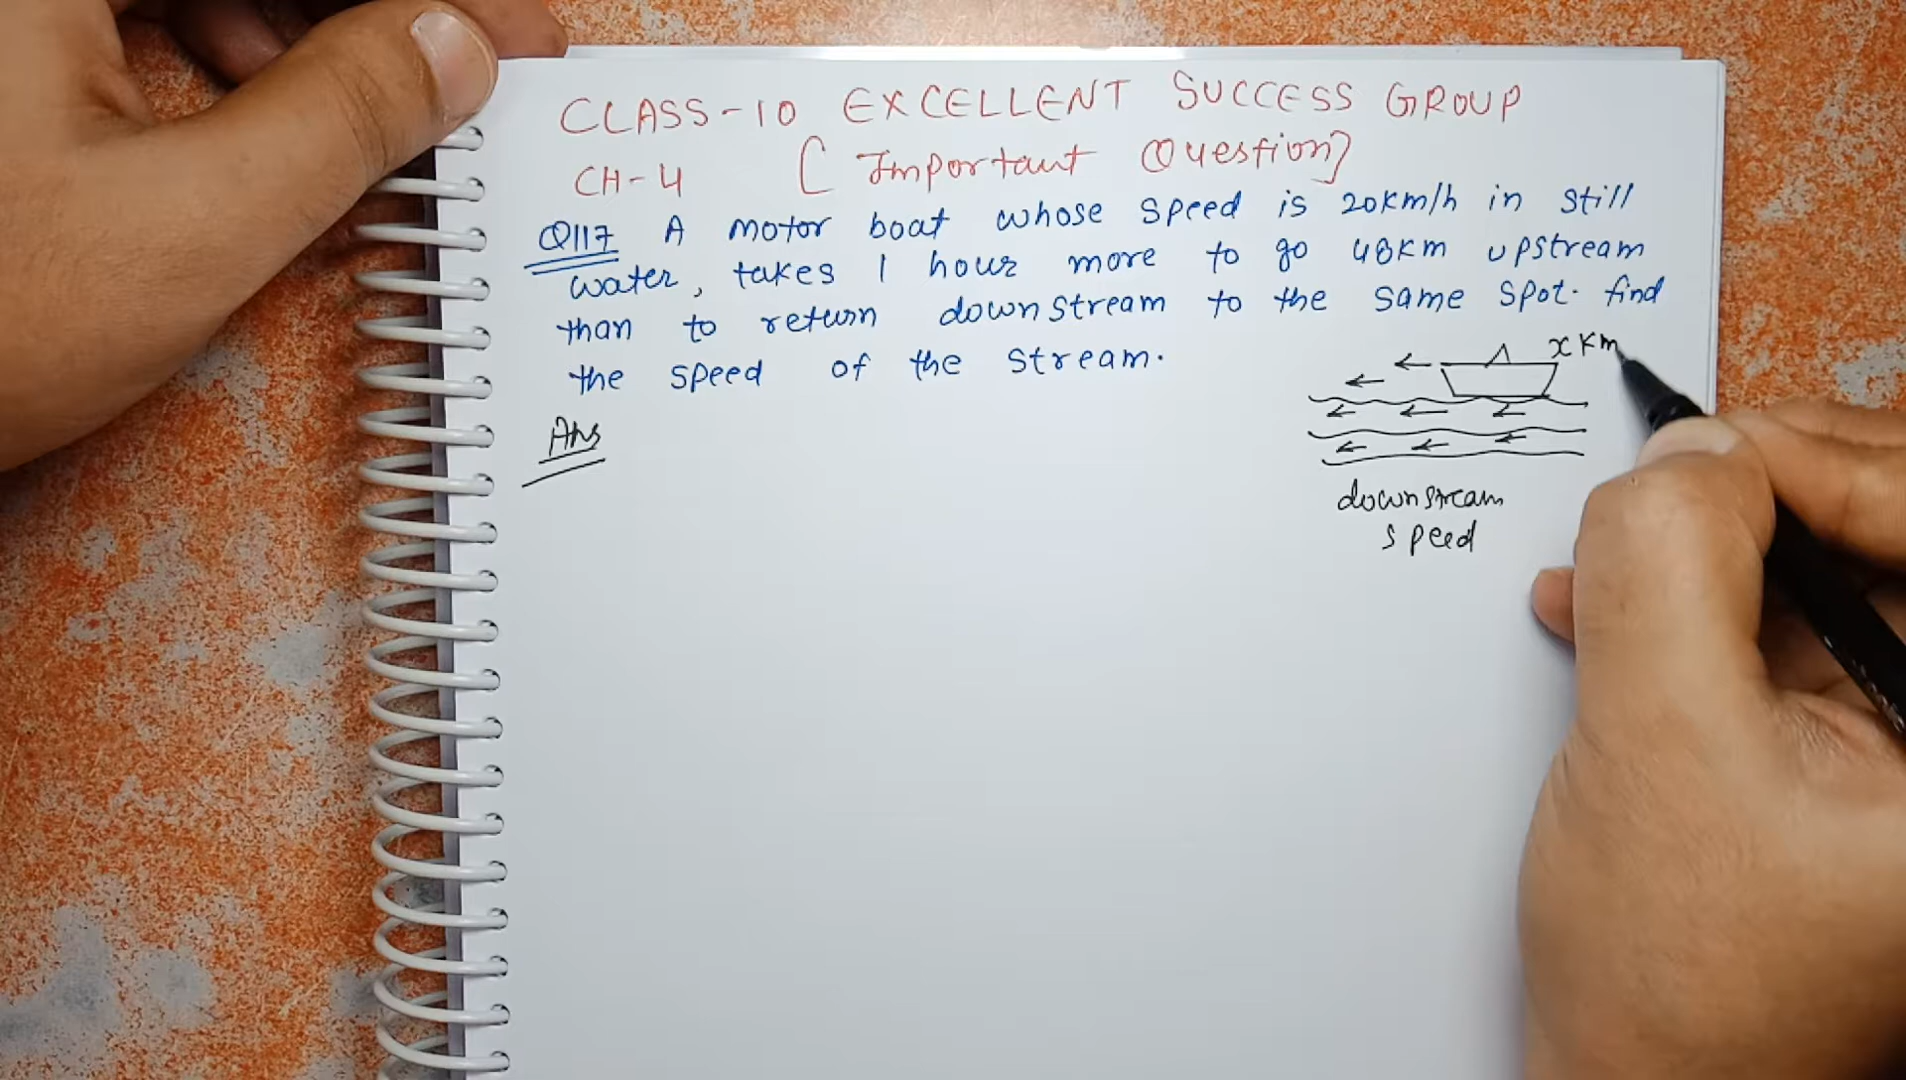 CLASS-10 EXCELLENT SUCCESS GROUP
CH-4 [Important Question]
Q117 A motor boat whose speed is 20km/h in still
water, takes 1 hour more to go 48km upstream
than to return downstream to the same spot. find
the speed of the stream.
x km
Ans
downstream
speed